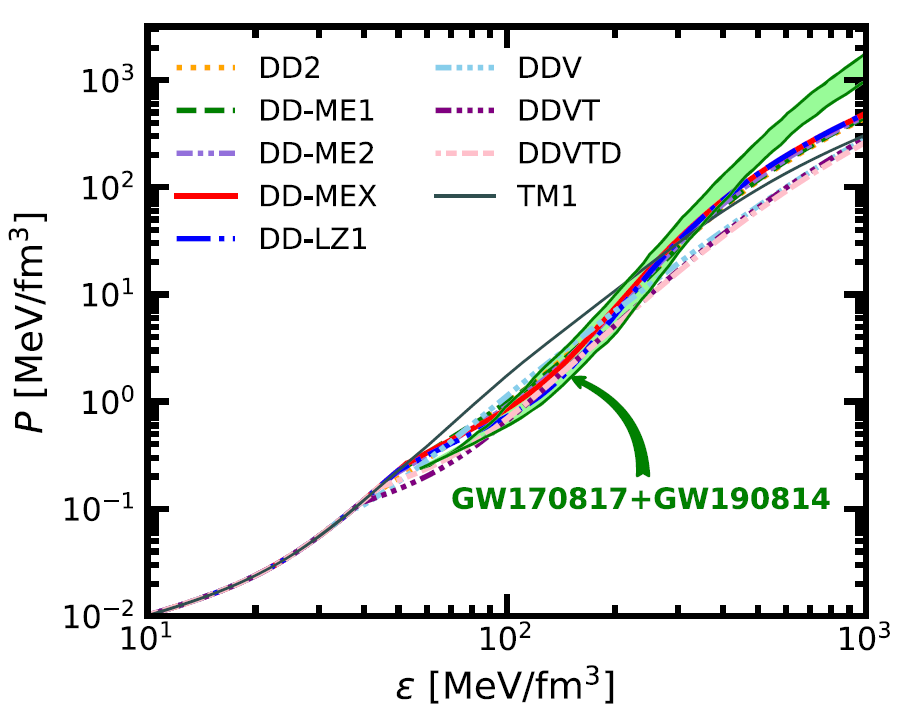 10³
10²
10¹
10⁰
10⁻¹
10⁻²
P [MeV/fm³]
DD2
DD-ME1
DD-ME2
DD-MEX
DD-LZ1
DDV
DDVT
DDVTD
TM1
GW170817+GW190814
10¹
10²
10³
ε [MeV/fm³]